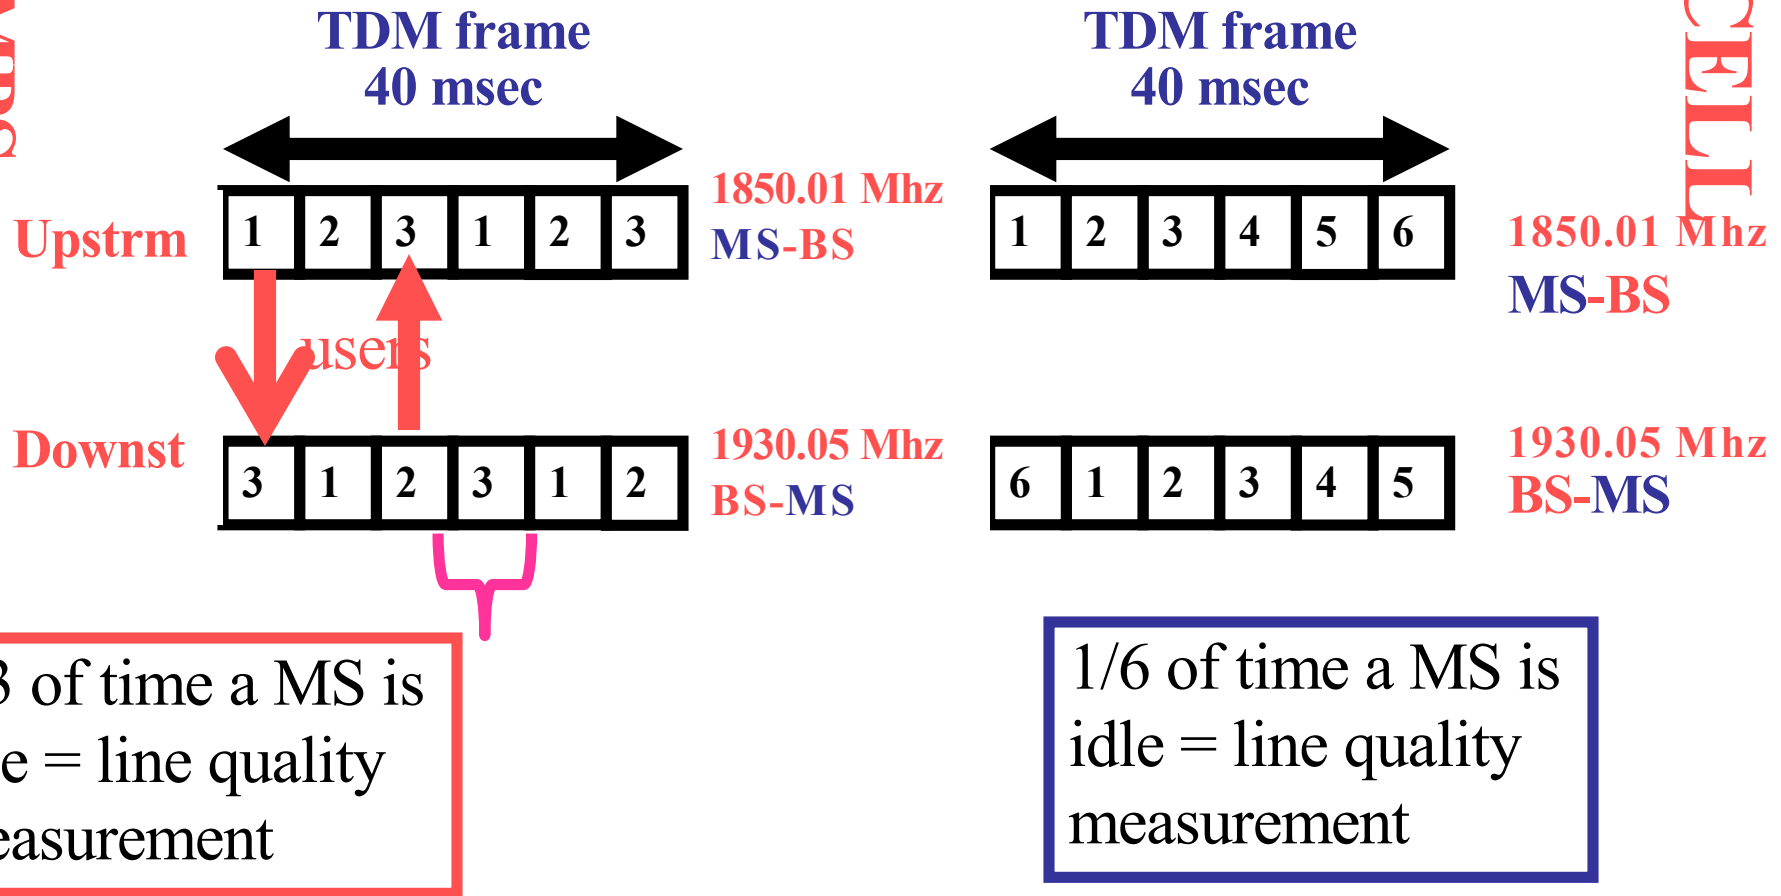 TDM frame
40 msec
TDM frame
40 msec
CELL
Upstrm
1 2 3 1 2 3
1850.01 Mhz
MS-BS
1 2 3 4 5 6
1850.01 Mhz
MS-BS
users
Downst
3 1 2 3 1 2
1930.05 Mhz
BS-MS
6 1 2 3 4 5
1930.05 Mhz
BS-MS
3 of time a MS is
e = line quality
easurement
1/6 of time a MS is
idle = line quality
measurement